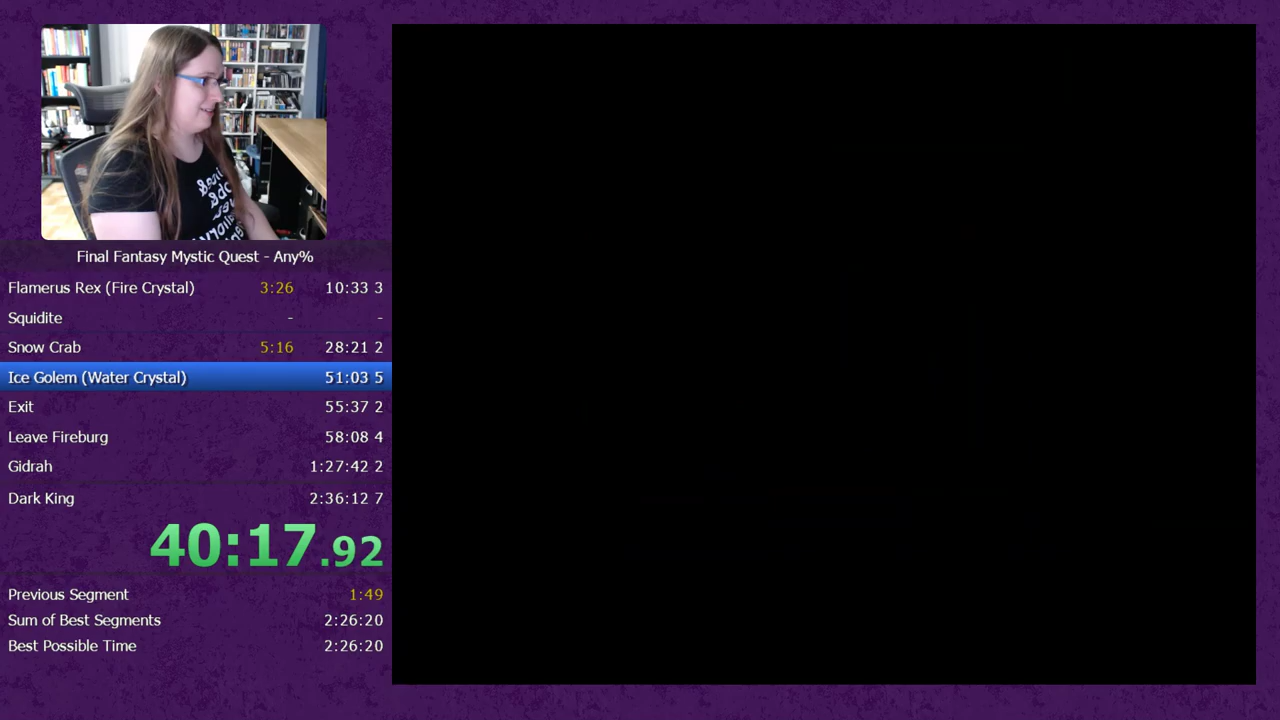 Final Fantasy Mystic Quest - Any%
Flamerus Rex (Fire Crystal) 3:26 10:33 3
Squidite - -
Snow Crab 5:16 28:21 2
Ice Golem (Water Crystal) 51:03 5
Exit 55:37 2
Leave Fireburg 58:08 4
Gidrah 1:27:42 2
Dark King 2:36:12 7
40:17.92
Previous Segment 1:49
Sum of Best Segments 2:26:20
Best Possible Time 2:26:20